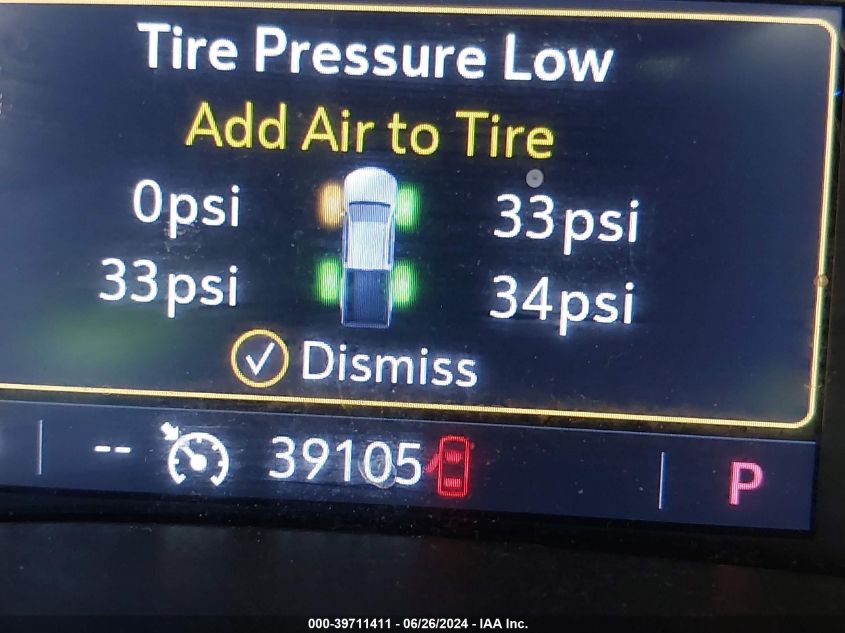 Tire Pressure Low
Add Air to Tire
0psi 33psi
33psi 34psi
Dismiss
-- 39105 P
000-39711411 - 06/26/2024 - IAA Inc.